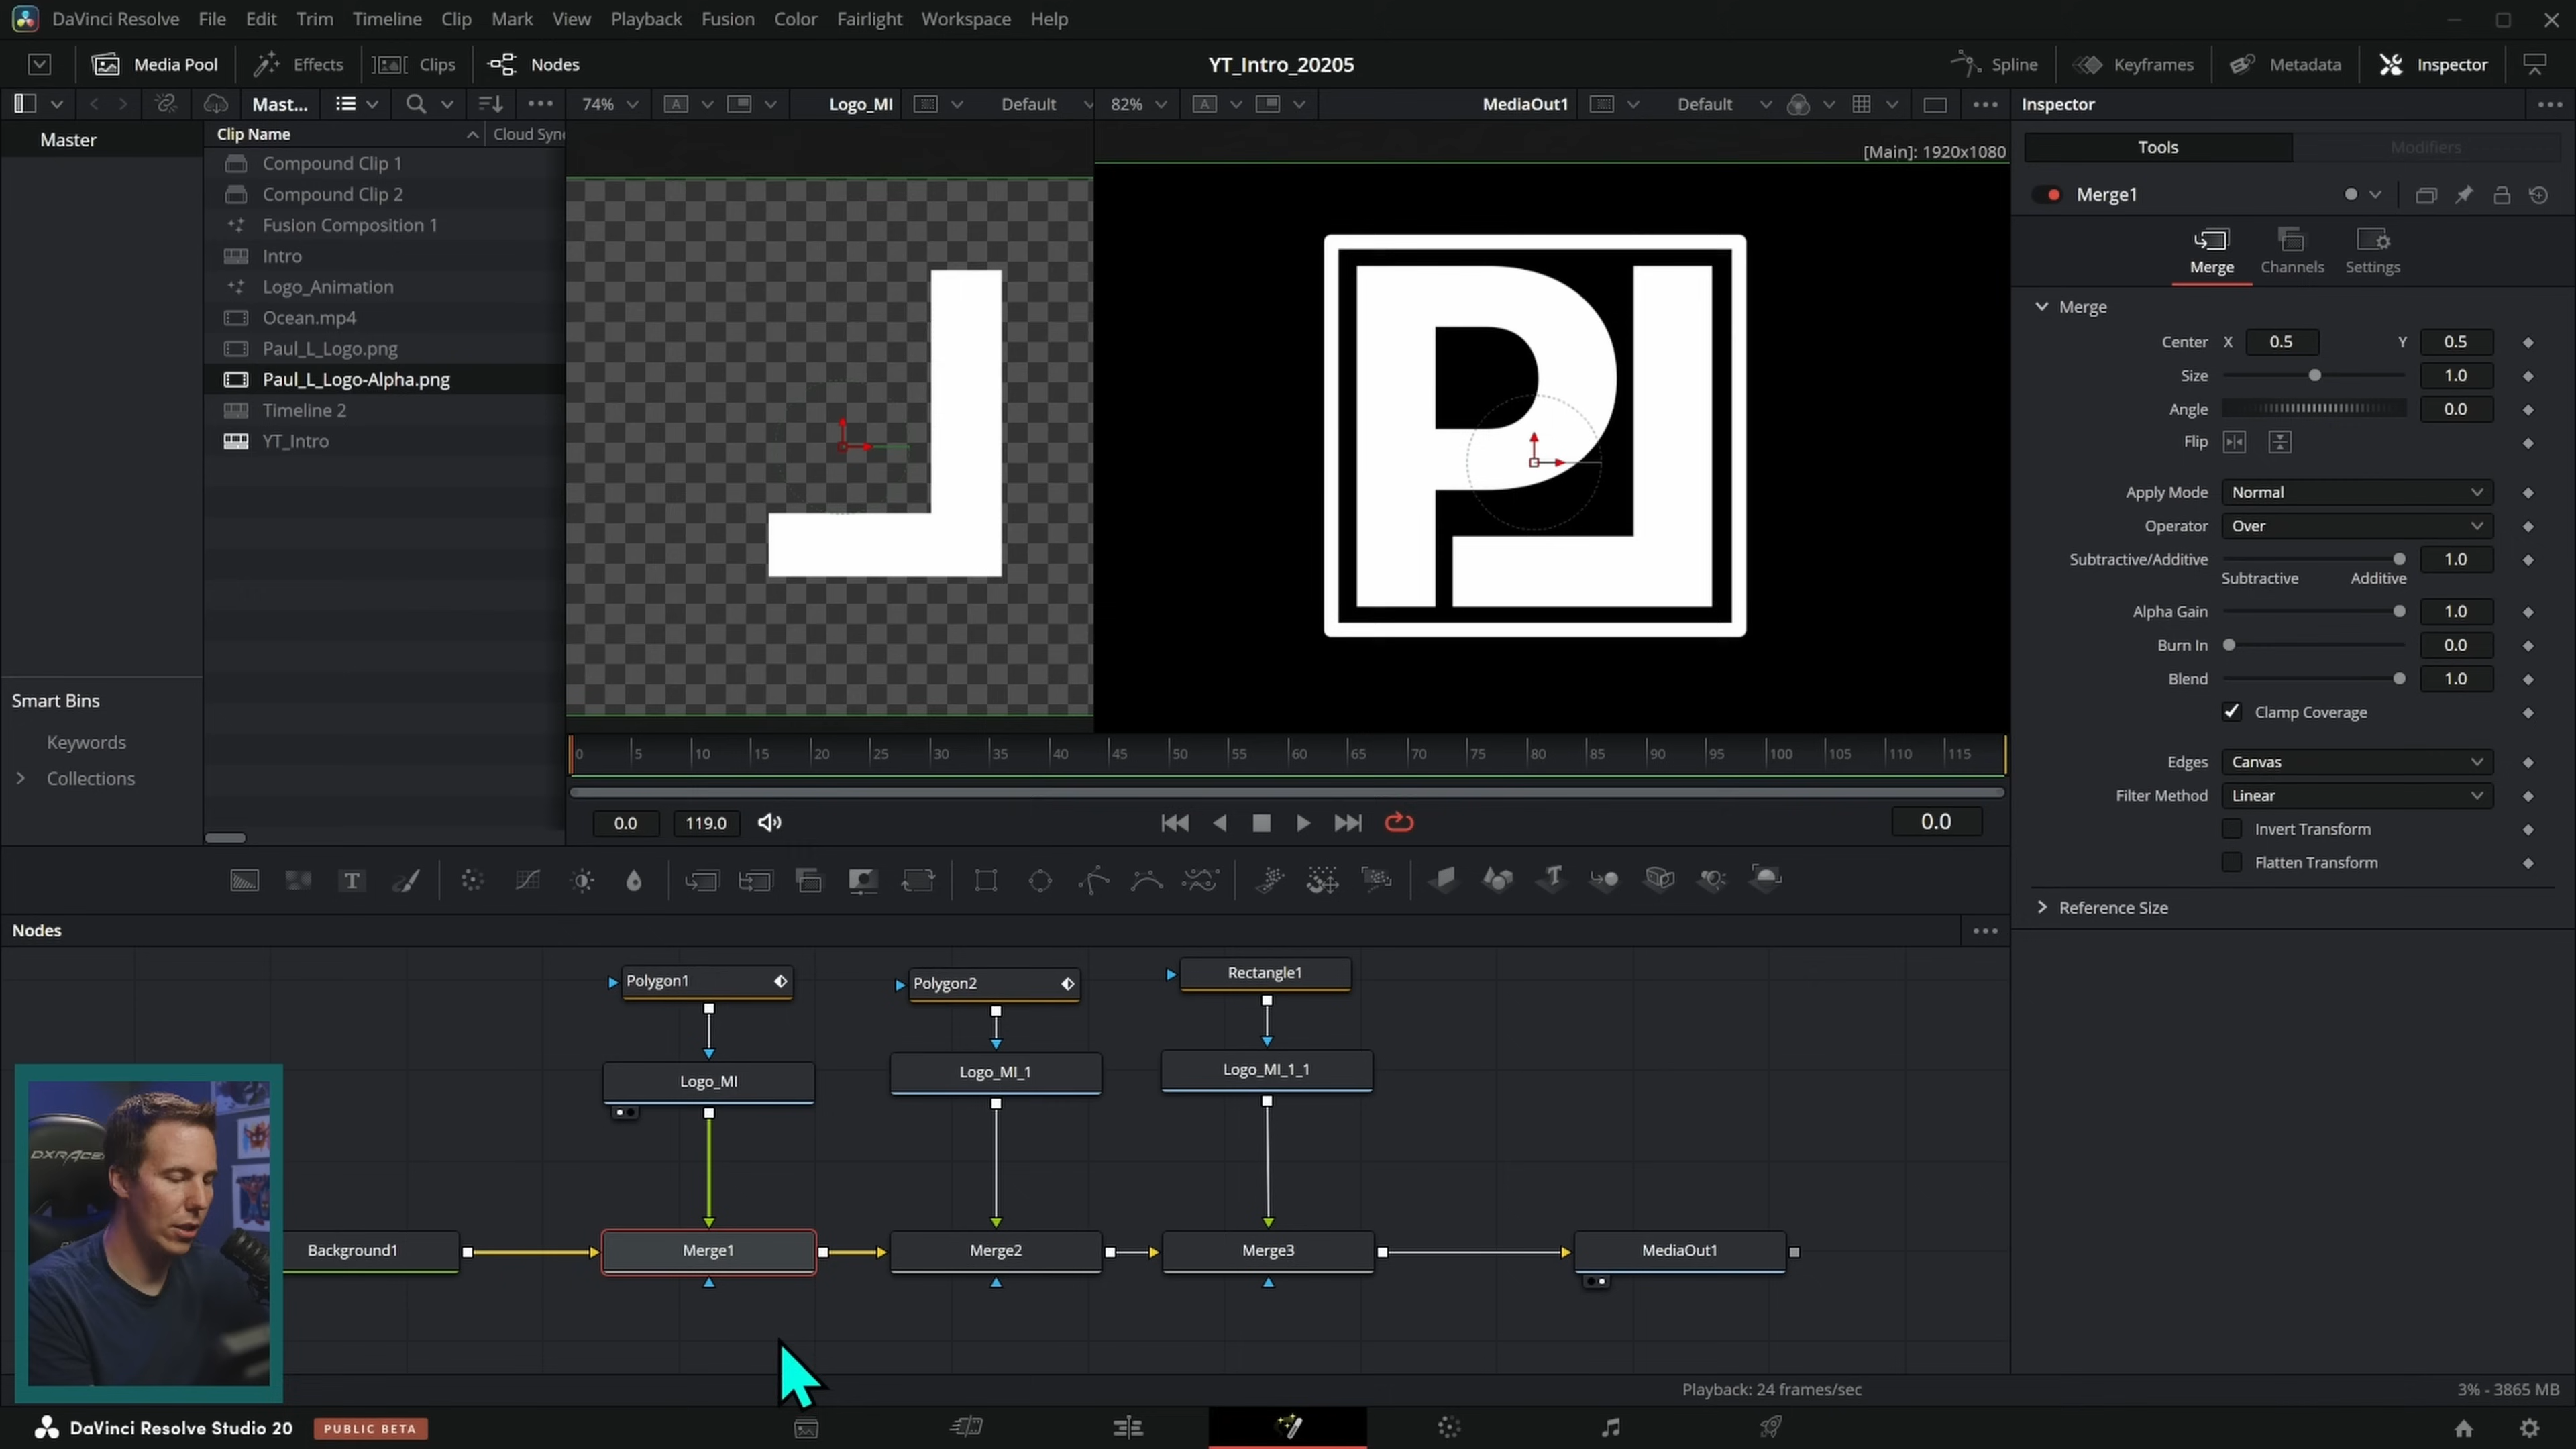 DaVinci Resolve File Edit Trim Timeline Clip Mark View Playback Fusion Color Fairlight Workspace Help
Media Pool Effects Clips Nodes YT_Intro_20205 Spline Keyframes Metadata Inspector
Mast... 74% A Logo_MI Default 82% A MediaOut1 Default Inspector
Master
Clip Name Cloud Sync
Compound Clip 1
Compound Clip 2
Fusion Composition 1
Intro
Logo_Animation
Ocean.mp4
Paul_L_Logo.png
Paul_L_Logo-Alpha.png
Timeline 2
YT_Intro
Smart Bins
Keywords
Collections
[Main]: 1920x1080
PL
0 5 10 15 20 25 30 35 40 45 50 55 60 65 70 75 80 85 90 95 100 105 110 115
0.0 119.0 0.0
Tools Modifiers
Merge1
Merge Channels Settings
Merge
Center X 0.5 Y 0.5
Size 1.0
Angle 0.0
Flip
Apply Mode Normal
Operator Over
Subtractive/Additive 1.0
Subtractive Additive
Alpha Gain 1.0
Burn In 0.0
Blend 1.0
Clamp Coverage
Edges Canvas
Filter Method Linear
Invert Transform
Flatten Transform
Reference Size
T
Nodes
Polygon1 Polygon2 Rectangle1
Logo_MI Logo_MI_1 Logo_MI_1_1
Background1 Merge1 Merge2 Merge3 MediaOut1
DXRACER
Playback: 24 frames/sec 3% - 3865 MB
DaVinci Resolve Studio 20 PUBLIC BETA